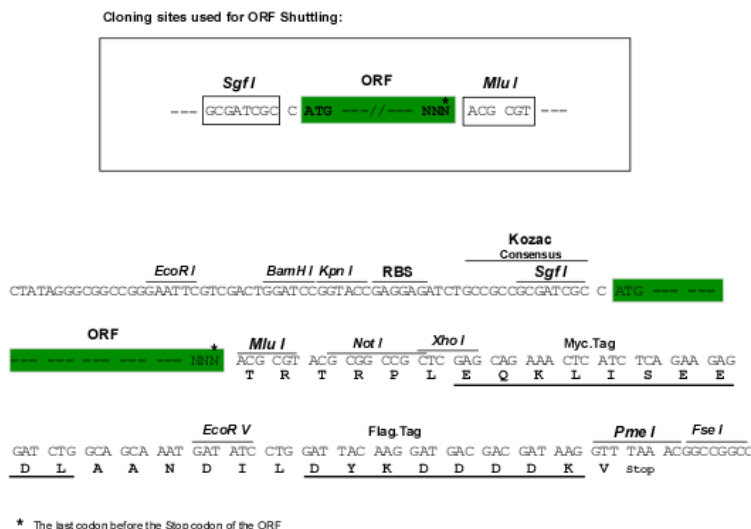 Cloning sites used for ORF Shuttling:
Sgf I ORF Mlu I
--- GCGATCGC C ATG ---//--- NNN* ACG CGT ---
Kozac
Consensus
EcoR I BamH I Kpn I RBS Sgf I
CTATAGGGCGGCCGGGAATTCGTCGACTGGATCCGGTACCGAGGAGATCTGCCGCCGCGATCGC C ATG --- ---
ORF
Mlu I Not I Xho I Myc.Tag
--- --- --- --- --- --- NNN* ACG CGT ACG CGG CCG CTC GAG CAG AAA CTC ATC TCA GAA GAG
T R T R P L E Q K L I S E E
EcoR V Flag.Tag Pme I Fse I
GAT CTG GCA GCA AAT GAT ATC CTG GAT TAC AAG GAT GAC GAC GAT AAG GTT TAA ACGGCCGGCC
D L A A N D I L D Y K D D D D K V Stop
* The last codon before the Stop codon of the ORF